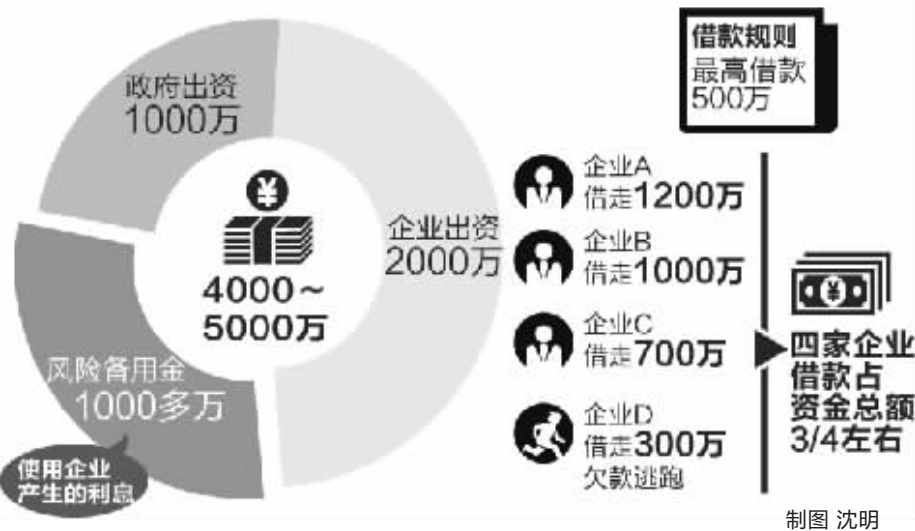 政府出资
1000万
企业出资
2000万
风险备用金
1000多万
使用企业
产生的利息
¥
4000~
5000万
借款规则
最高借款
500万
企业A
借走1200万
企业B
借走1000万
企业C
借走700万
企业D
借走300万
欠款逃跑
¥
四家企业
借款占
资金总额
3/4左右
制图 沈明